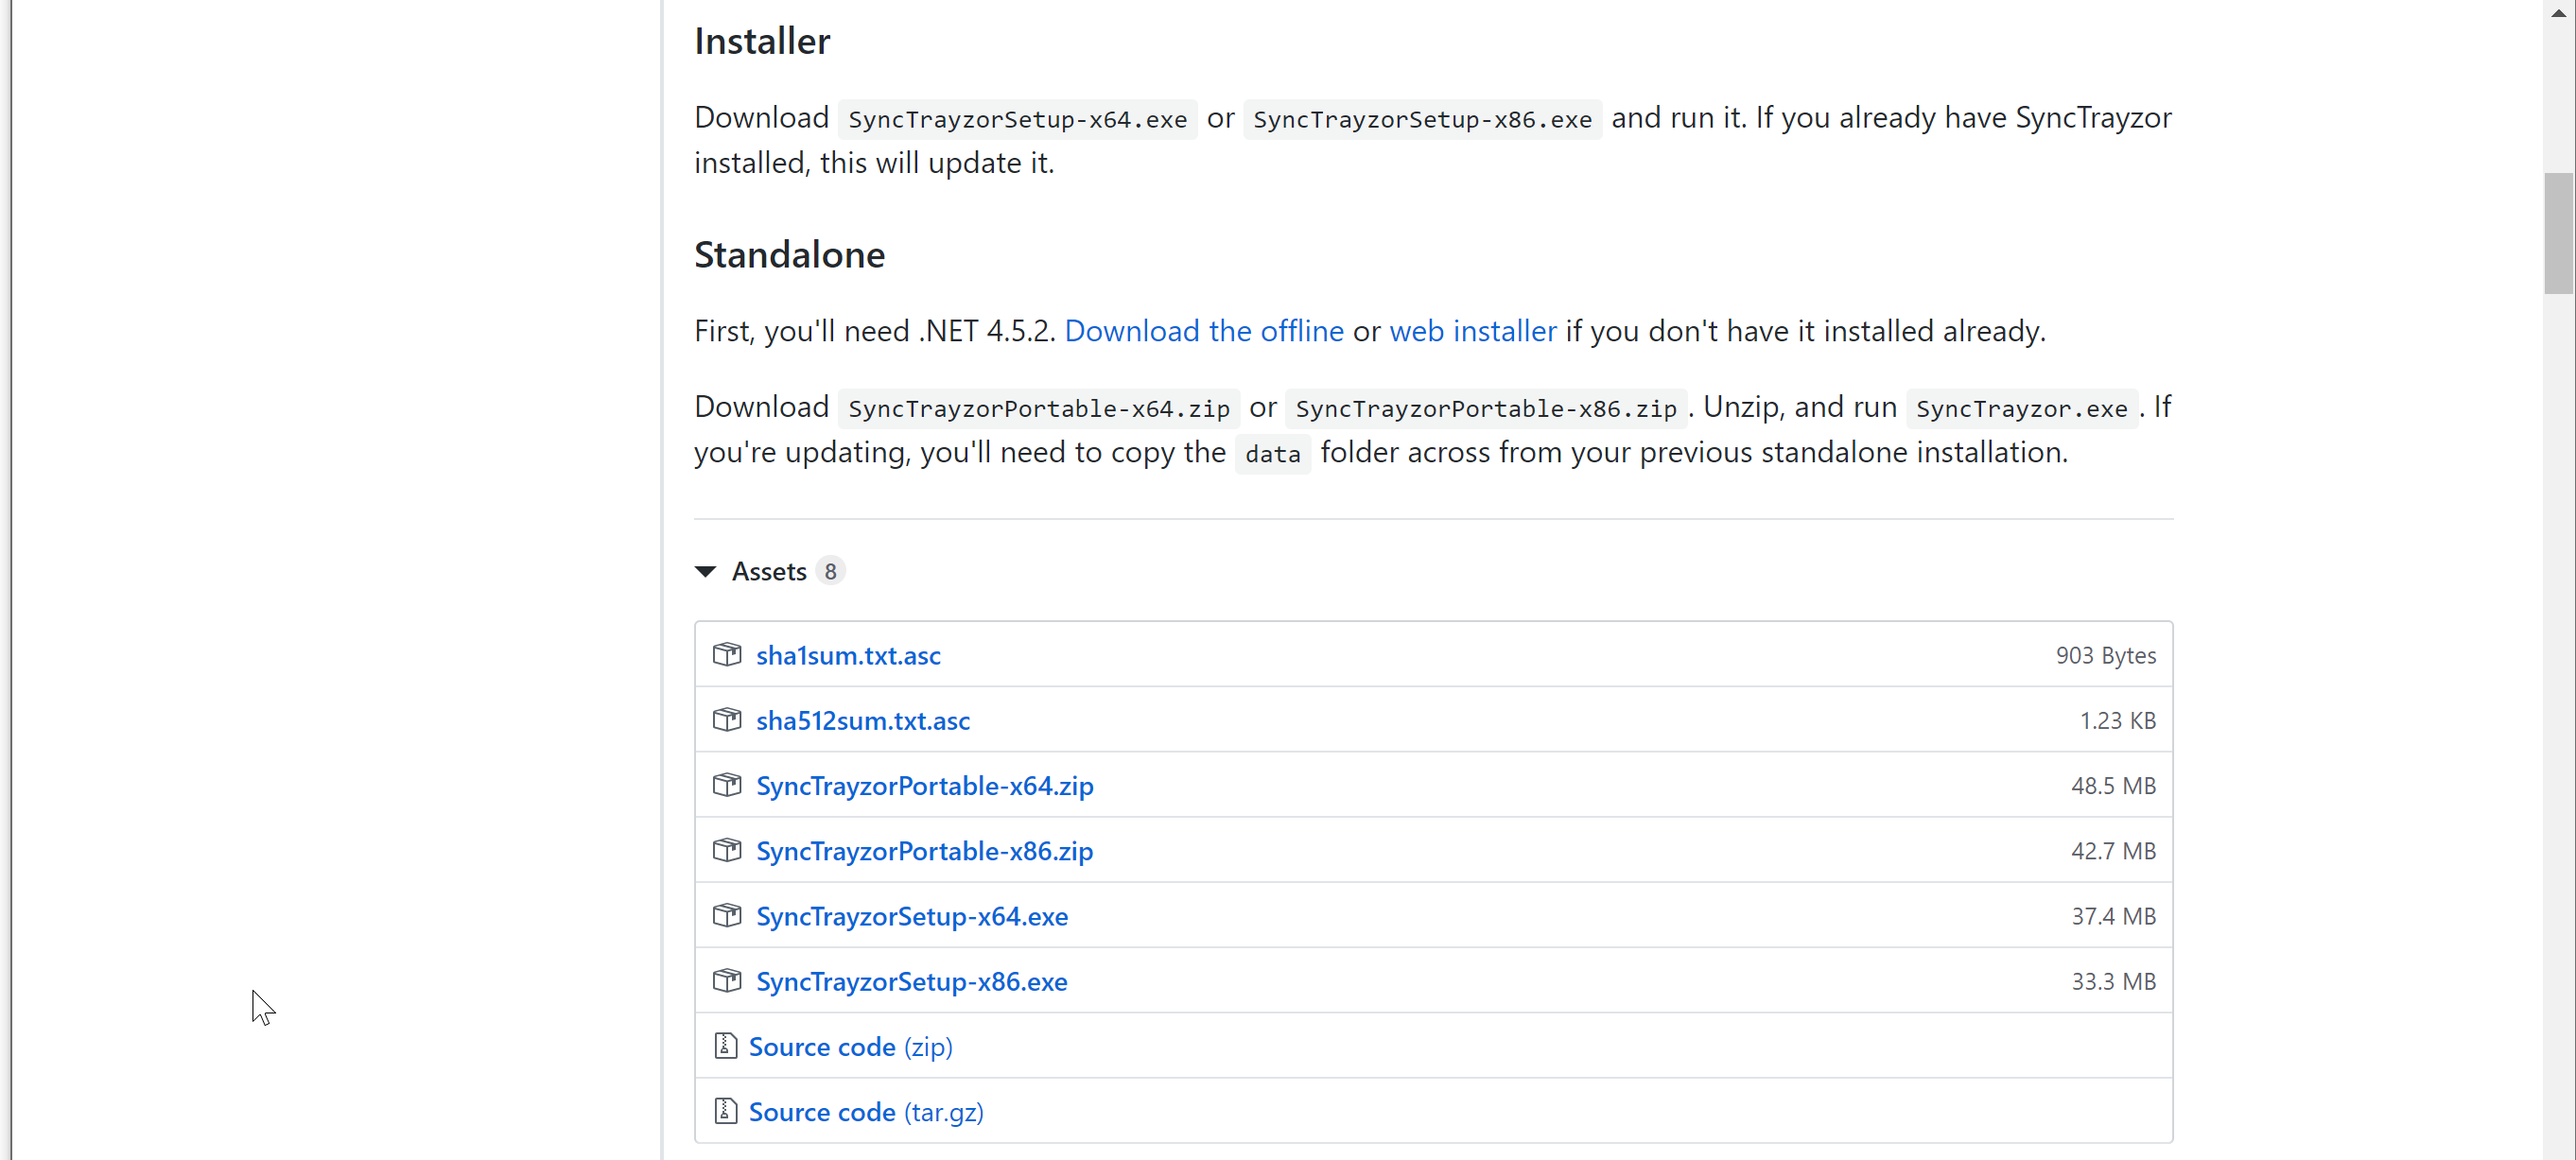 Installer
Download SyncTrayzorSetup-x64.exe or SyncTrayzorSetup-x86.exe and run it. If you already have SyncTrayzor
installed, this will update it.
Standalone
First, you'll need .NET 4.5.2. Download the offline or web installer if you don't have it installed already.
Download SyncTrayzorPortable-x64.zip or SyncTrayzorPortable-x86.zip. Unzip, and run SyncTrayzor.exe. If
you're updating, you'll need to copy the data folder across from your previous standalone installation.
Assets 8
sha1sum.txt.asc 903 Bytes
sha512sum.txt.asc 1.23 KB
SyncTrayzorPortable-x64.zip 48.5 MB
SyncTrayzorPortable-x86.zip 42.7 MB
SyncTrayzorSetup-x64.exe 37.4 MB
SyncTrayzorSetup-x86.exe 33.3 MB
Source code (zip)
Source code (tar.gz)